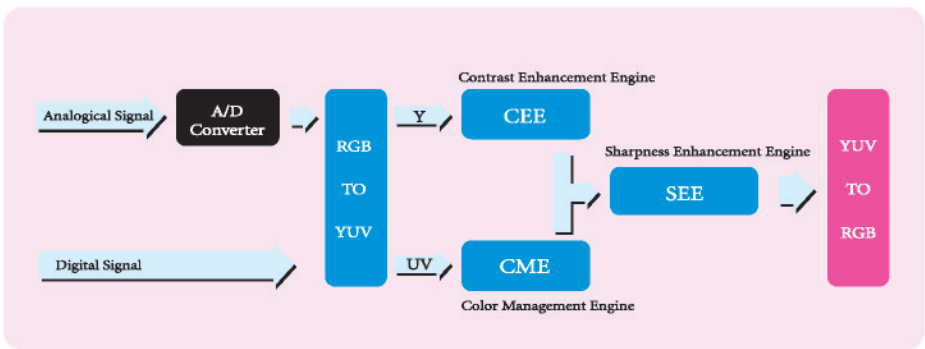 Contrast Enhancement Engine
Analogical Signal
A/D
Converter
Y
CEE
RGB
TO
YUV
Sharpness Enhancement Engine
SEE
YUV
TO
RGB
Digital Signal
UV
CME
Color Management Engine